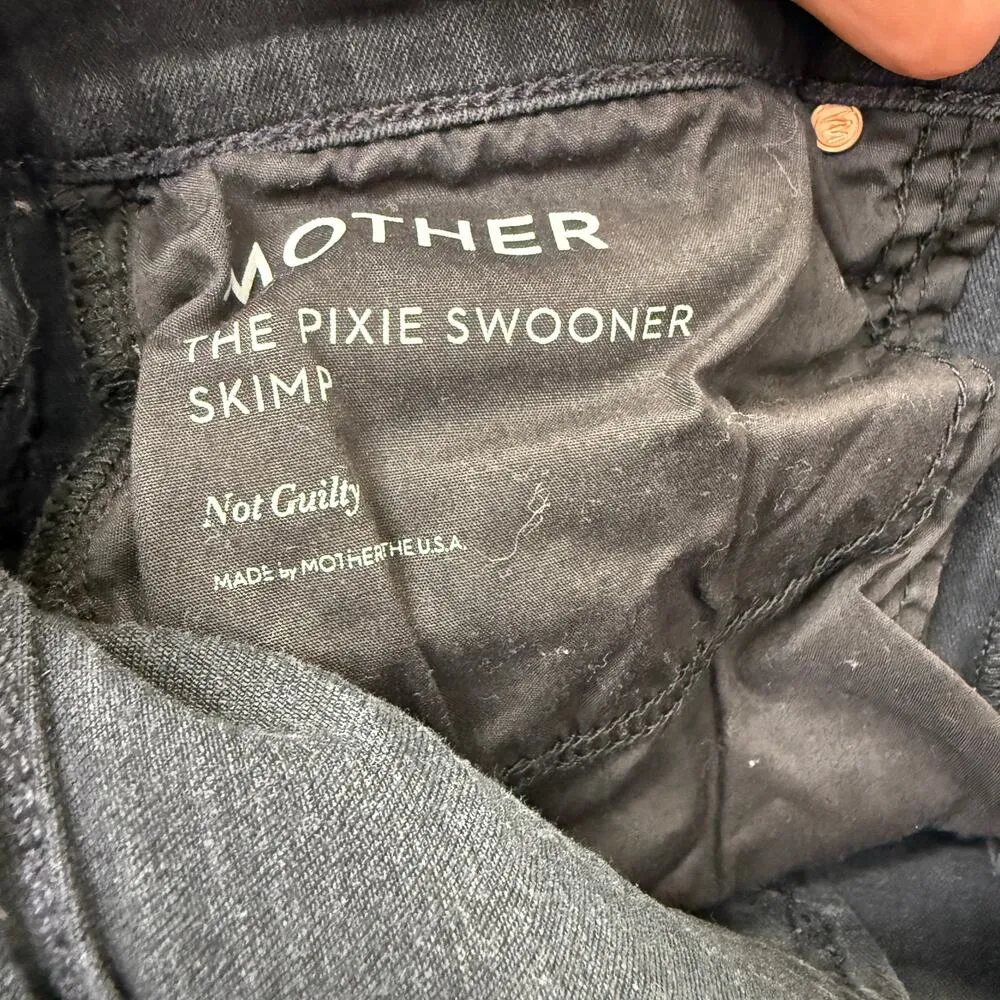 MOTHER
THE PIXIE SWOONER
SKIMP
Not Guilty
MADE by MOTHER THE U.S.A.